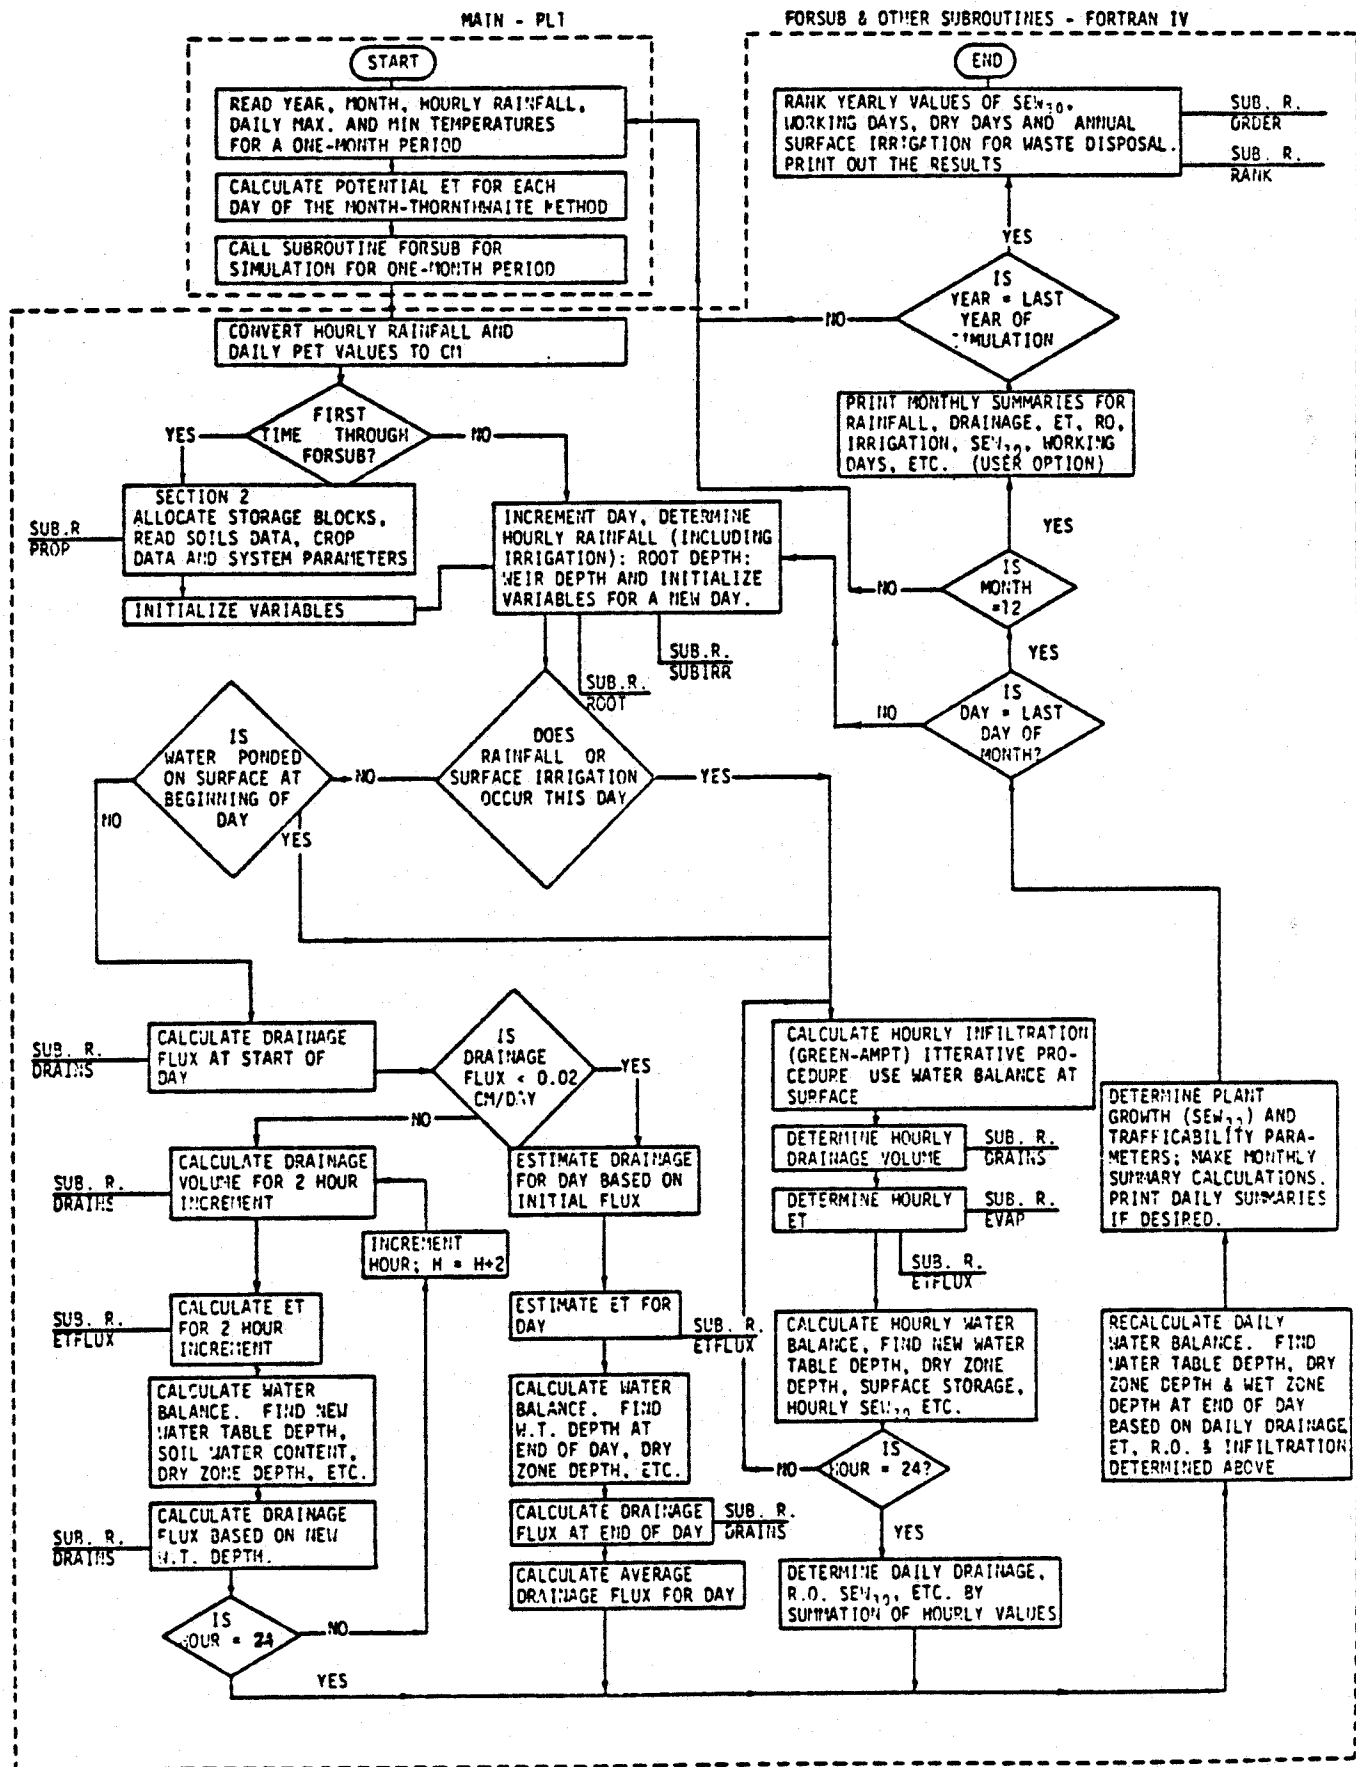 MAIN - PL1
FORSUB & OTHER SUBROUTINES - FORTRAN IV
START
READ YEAR, MONTH, HOURLY RAINFALL,
DAILY MAX. AND MIN TEMPERATURES
FOR A ONE-MONTH PERIOD
CALCULATE POTENTIAL ET FOR EACH
DAY OF THE MONTH-THORNTHWAITE METHOD
CALL SUBROUTINE FORSUB FOR
SIMULATION FOR ONE-MONTH PERIOD
END
RANK YEARLY VALUES OF SEW30,
WORKING DAYS, DRY DAYS AND ANNUAL
SURFACE IRRIGATION FOR WASTE DISPOSAL.
PRINT OUT THE RESULTS
SUB. R.
ORDER
SUB. R.
RANK
YES
IS
YEAR = LAST
YEAR OF
SIMULATION
NO
CONVERT HOURLY RAINFALL AND
DAILY PET VALUES TO CM
FIRST
TIME THROUGH
FORSUB?
YES
NO
PRINT MONTHLY SUMMARIES FOR
RAINFALL, DRAINAGE, ET, RO,
IRRIGATION, SEW30, WORKING
DAYS, ETC. (USER OPTION)
SECTION 2
ALLOCATE STORAGE BLOCKS,
READ SOILS DATA, CROP
DATA AND SYSTEM PARAMETERS
SUB.R
PROP
INITIALIZE VARIABLES
INCREMENT DAY, DETERMINE
HOURLY RAINFALL (INCLUDING
IRRIGATION): ROOT DEPTH:
WEIR DEPTH AND INITIALIZE
VARIABLES FOR A NEW DAY.
SUB.R.
SUBIRR
SUB.R.
ROOT
YES
IS
MONTH
=12
NO
YES
IS
DAY = LAST
DAY OF
MONTH?
NO
IS
WATER PONDED
ON SURFACE AT
BEGINNING OF
DAY
NO
YES
DOES
RAINFALL OR
SURFACE IRRIGATION
OCCUR THIS DAY
NO
YES
CALCULATE DRAINAGE
FLUX AT START OF
DAY
SUB. R.
DRAINS
IS
DRAINAGE
FLUX < 0.02
CM/DAY
YES
NO
CALCULATE DRAINAGE
VOLUME FOR 2 HOUR
INCREMENT
SUB. R.
DRAINS
INCREMENT
HOUR; H = H+2
CALCULATE ET
FOR 2 HOUR
INCREMENT
SUB. R.
ETFLUX
CALCULATE WATER
BALANCE. FIND NEW
WATER TABLE DEPTH,
SOIL WATER CONTENT,
DRY ZONE DEPTH, ETC.
CALCULATE DRAINAGE
FLUX BASED ON NEW
W.T. DEPTH.
SUB. R.
DRAINS
IS
HOUR = 24
NO
YES
ESTIMATE DRAINAGE
FOR DAY BASED ON
INITIAL FLUX
ESTIMATE ET FOR
DAY
SUB. R.
ETFLUX
CALCULATE WATER
BALANCE. FIND
W.T. DEPTH AT
END OF DAY, DRY
ZONE DEPTH, ETC.
CALCULATE DRAINAGE
FLUX AT END OF DAY
SUB. R.
DRAINS
CALCULATE AVERAGE
DRAINAGE FLUX FOR DAY
CALCULATE HOURLY INFILTRATION
(GREEN-AMPT) ITTERATIVE PRO-
CEDURE USE WATER BALANCE AT
SURFACE
DETERMINE HOURLY
DRAINAGE VOLUME
SUB. R.
DRAINS
DETERMINE HOURLY
ET
SUB. R.
EVAP
SUB. R.
ETFLUX
CALCULATE HOURLY WATER
BALANCE, FIND NEW WATER
TABLE DEPTH, DRY ZONE
DEPTH, SURFACE STORAGE,
HOURLY SEW30 ETC.
IS
HOUR = 24?
NO
YES
DETERMINE DAILY DRAINAGE,
R.O. SEW30, ETC. BY
SUMMATION OF HOURLY VALUES
DETERMINE PLANT
GROWTH (SEW30) AND
TRAFFICABILITY PARA-
METERS; MAKE MONTHLY
SUMMARY CALCULATIONS.
PRINT DAILY SUMMARIES
IF DESIRED.
RECALCULATE DAILY
WATER BALANCE. FIND
WATER TABLE DEPTH, DRY
ZONE DEPTH & WET ZONE
DEPTH AT END OF DAY
BASED ON DAILY DRAINAGE
ET, R.O. & INFILTRATION
DETERMINED ABOVE